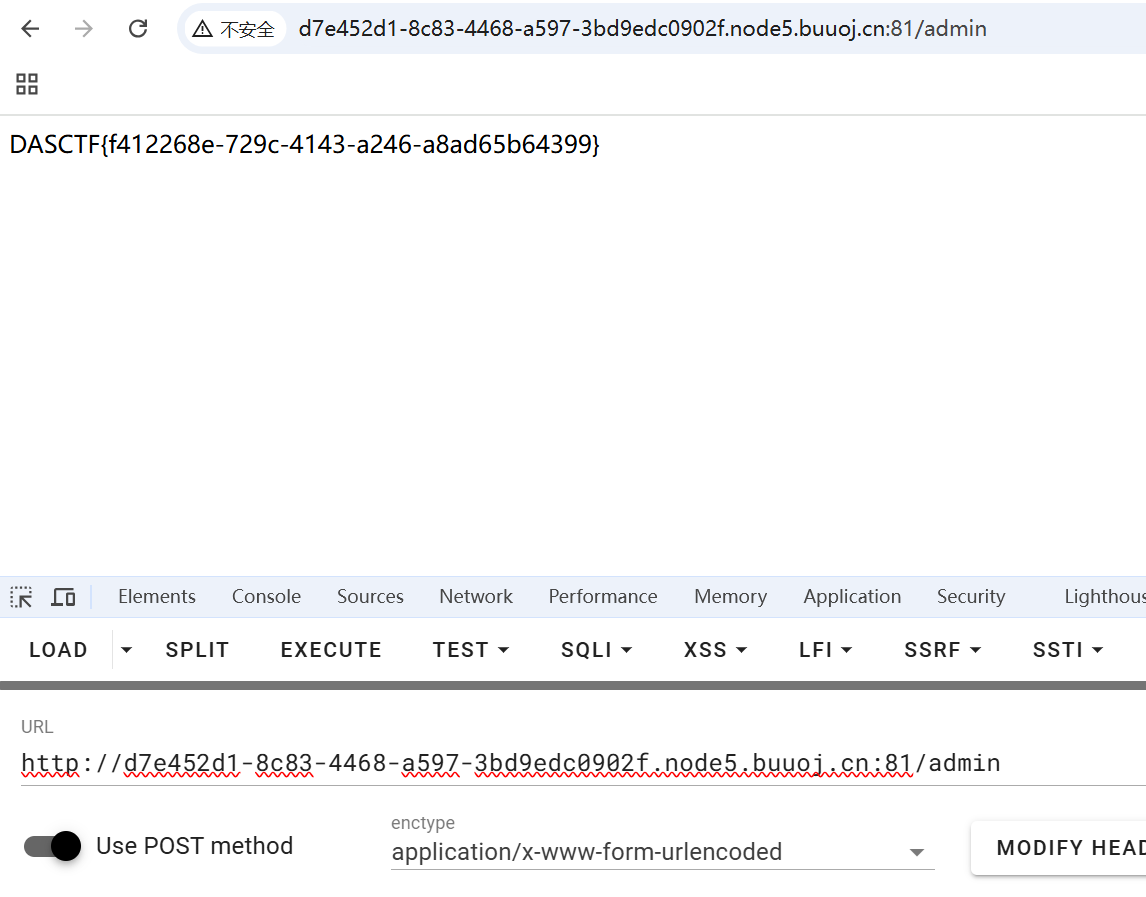 不安全 d7e452d1-8c83-4468-a597-3bd9edc0902f.node5.buuoj.cn:81/admin
DASCTF{f412268e-729c-4143-a246-a8ad65b64399}
Elements Console Sources Network Performance Memory Application Security Lighthous
LOAD SPLIT EXECUTE TEST SQLI XSS LFI SSRF SSTI
URL
http://d7e452d1-8c83-4468-a597-3bd9edc0902f.node5.buuoj.cn:81/admin
enctype
Use POST method application/x-www-form-urlencoded MODIFY HEAD